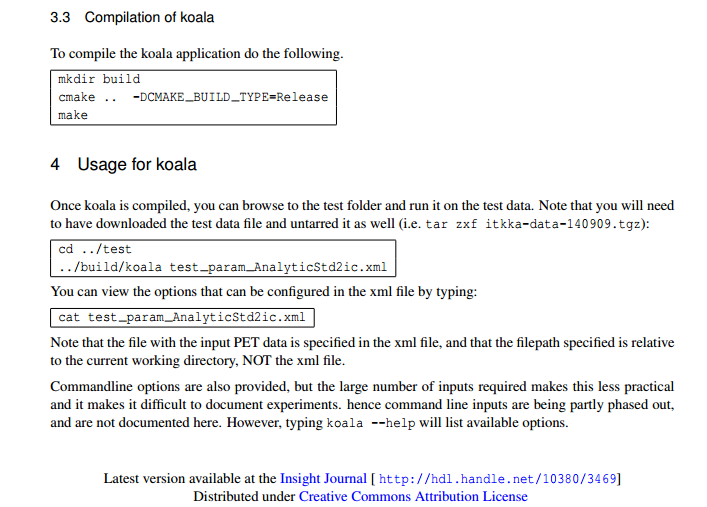 3.3 Compilation of koala
To compile the koala application do the following.
mkdir build
cmake .. -DCMAKE_BUILD_TYPE=Release
make
4 Usage for koala
Once koala is compiled, you can browse to the test folder and run it on the test data. Note that you will need
to have downloaded the test data file and untarred it as well (i.e. tar zxf itkka-data-140909.tgz):
cd ../test
../build/koala test_param_AnalyticStd2ic.xml
You can view the options that can be configured in the xml file by typing:
cat test_param_AnalyticStd2ic.xml
Note that the file with the input PET data is specified in the xml file, and that the filepath specified is relative
to the current working directory, NOT the xml file.
Commandline options are also provided, but the large number of inputs required makes this less practical
and it makes it difficult to document experiments. hence command line inputs are being partly phased out,
and are not documented here. However, typing koala --help will list available options.
Latest version available at the Insight Journal [ http://hdl.handle.net/10380/3469]
Distributed under Creative Commons Attribution License